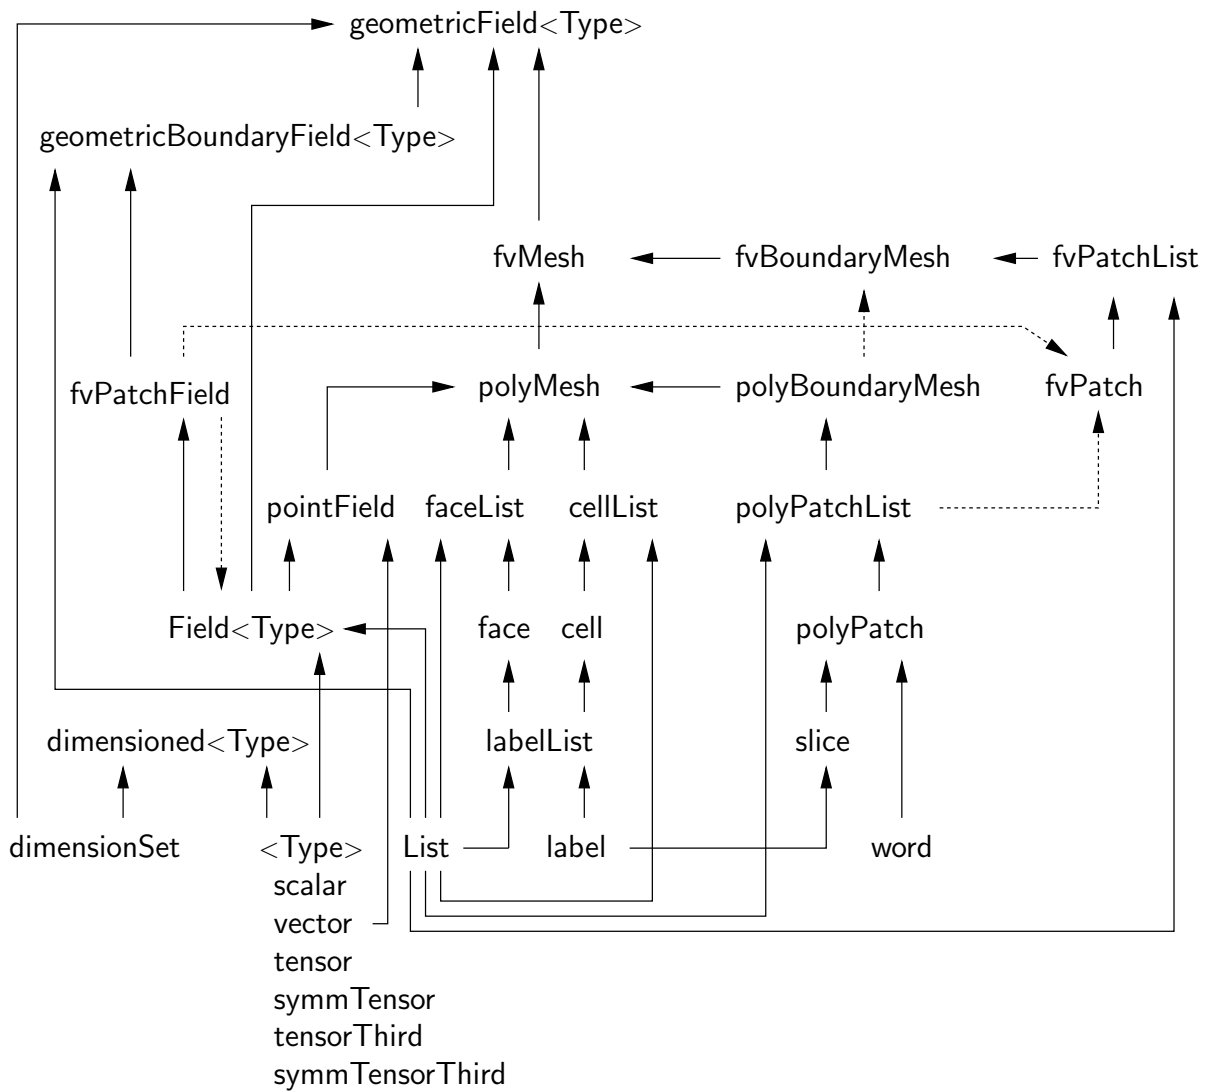 geometricField<Type>
geometricBoundaryField<Type>
fvMesh fvBoundaryMesh fvPatchList
fvPatchField polyMesh polyBoundaryMesh fvPatch
pointField faceList cellList polyPatchList
Field<Type> face cell polyPatch
dimensioned<Type> labelList slice
dimensionSet <Type> List label word
scalar
vector
tensor
symmTensor
tensorThird
symmTensorThird